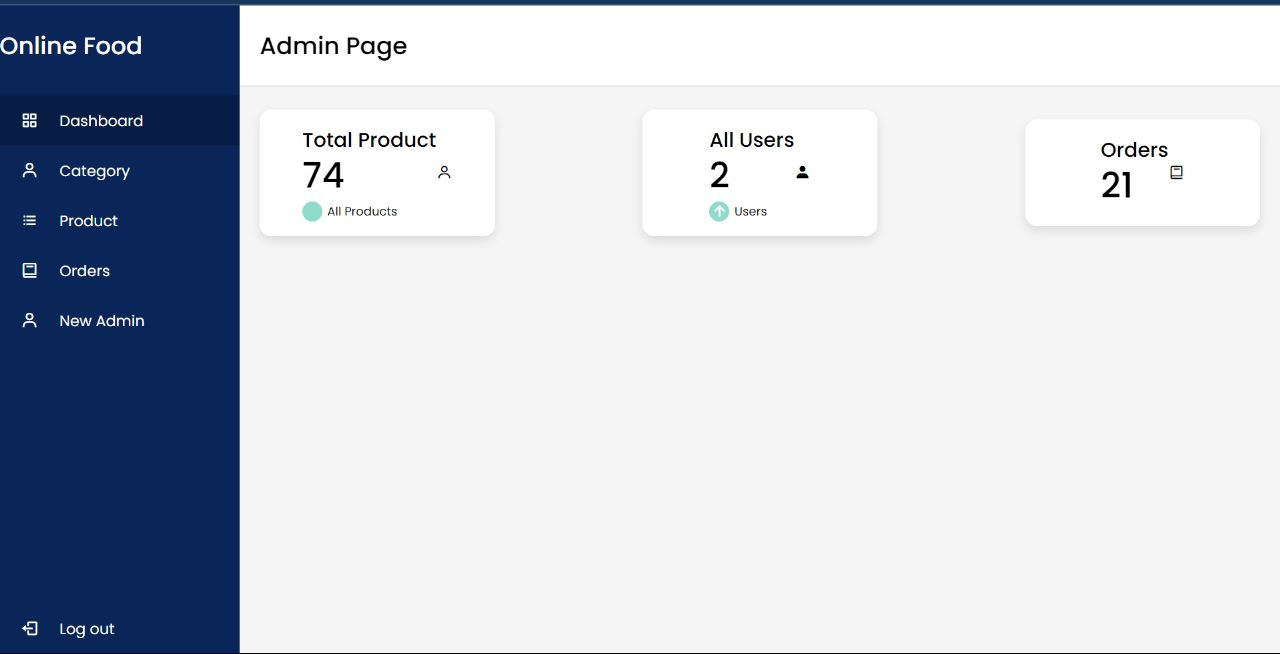 Online Food
Dashboard
Category
Product
Orders
New Admin
Log out
Admin Page
Total Product
74
All Products
All Users
2
Users
Orders
21